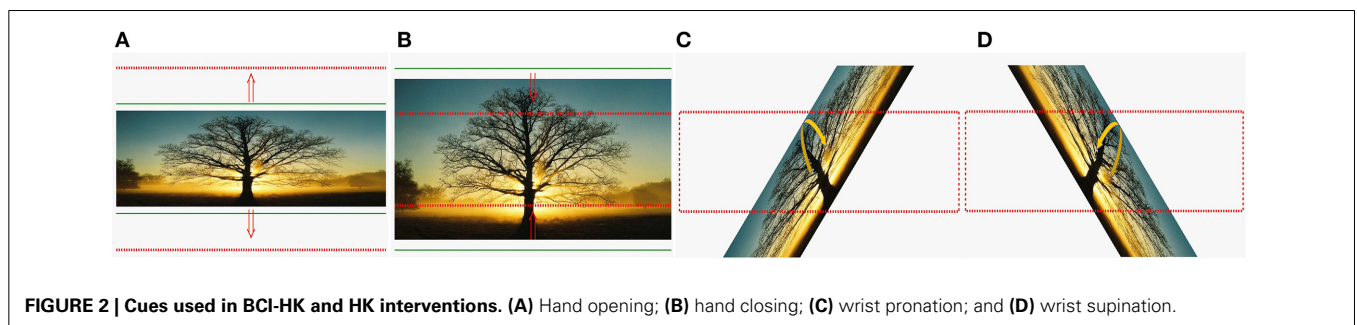 A B C D
FIGURE 2 | Cues used in BCI-HK and HK interventions. (A) Hand opening; (B) hand closing; (C) wrist pronation; and (D) wrist supination.